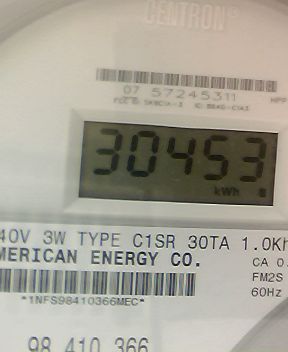 CENTRON®
07 57245311
30453
kWh
40V 3W TYPE C1SR 30TA 1.0Kh
MERICAN ENERGY CO.
CA 0.
FM2S
*1NFS98410366MEC*
60Hz
98 410 366